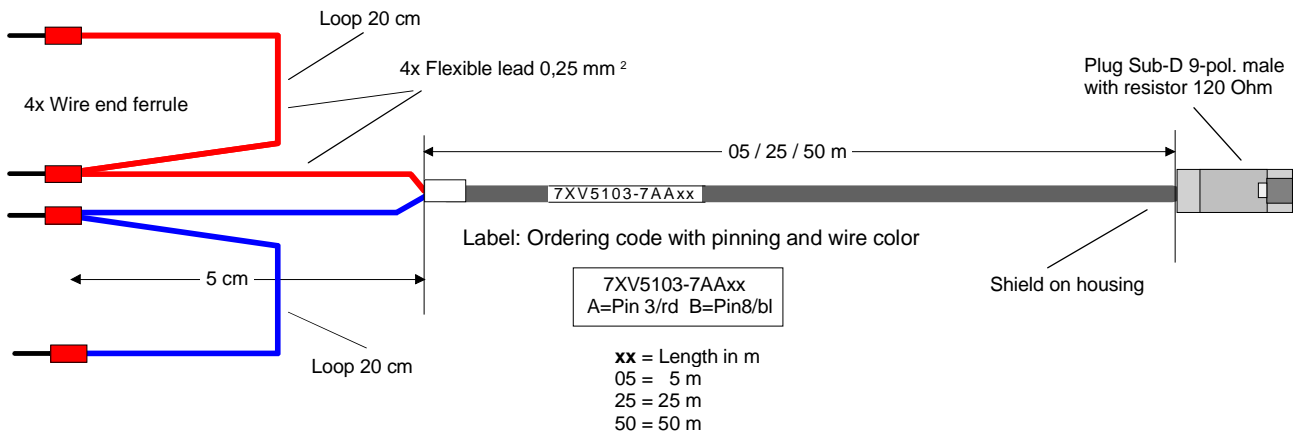 Loop 20 cm
4x Flexible lead 0,25 mm ²
Plug Sub-D 9-pol. male
with resistor 120 Ohm
4x Wire end ferrule
05 / 25 / 50 m
7XV5103-7AAxx
Label: Ordering code with pinning and wire color
5 cm
7XV5103-7AAxx
A=Pin 3/rd B=Pin8/bl
Shield on housing
Loop 20 cm
xx = Length in m
05 = 5 m
25 = 25 m
50 = 50 m